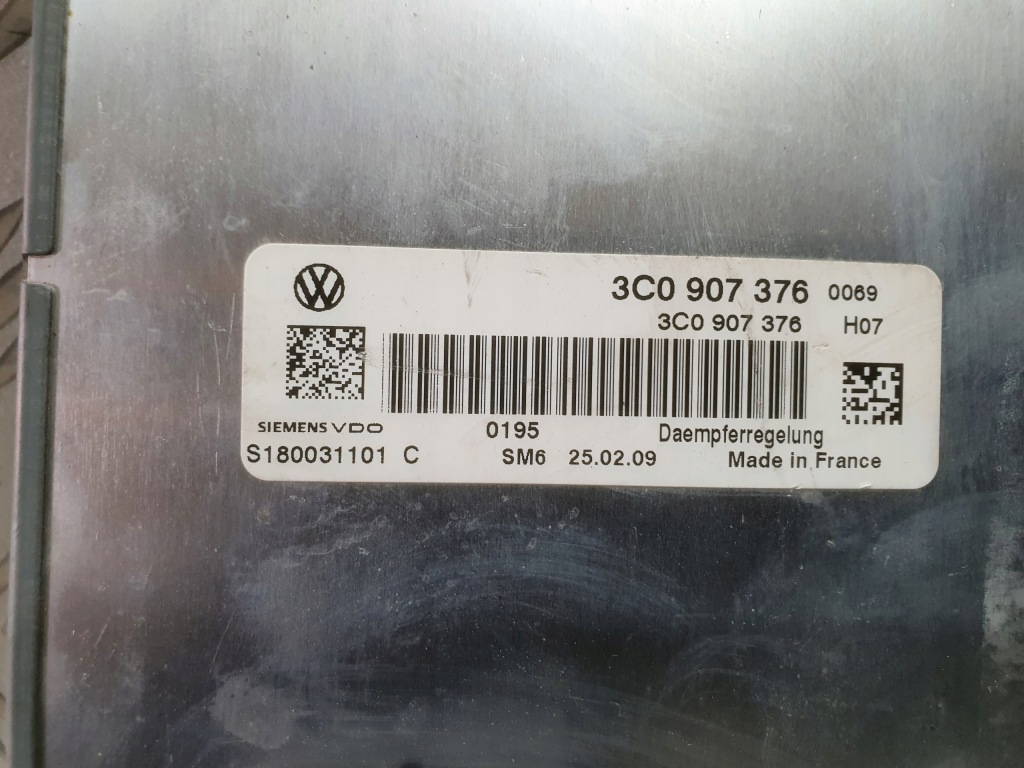 3C0 907 376 0069
3C0 907 376 H07
SIEMENS VDO 0195 Daempferregelung
S180031101 C SM6 25.02.09 Made in France